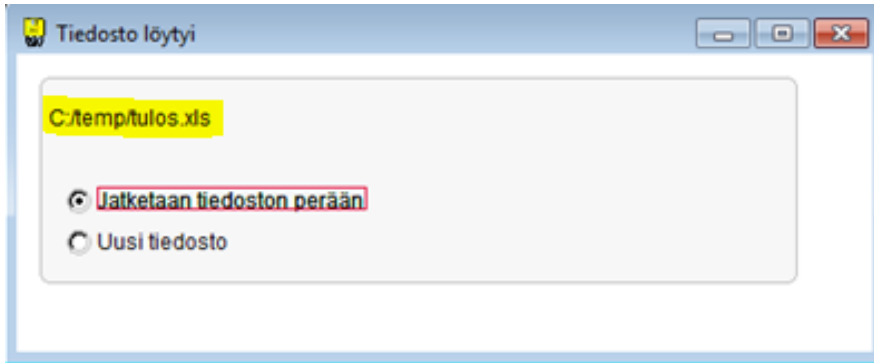 Tiedosto löytyi
C:/temp/tulos.xls
Jatketaan tiedoston perään
Uusi tiedosto